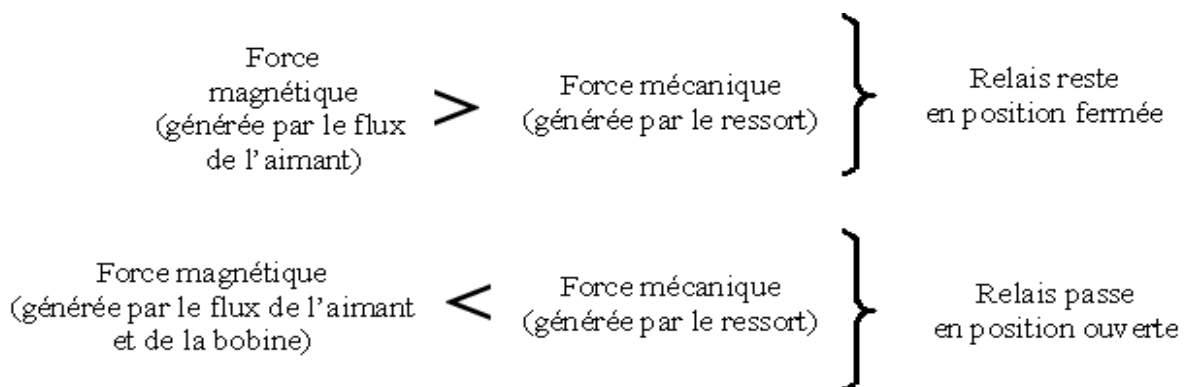 Force
magnétique
(générée par le flux
de l'aimant)
>
Force mécanique
(générée par le ressort)
Relais reste
en position fermée
Force magnétique
(générée par le flux de l'aimant
et de la bobine)
<
Force mécanique
(générée par le ressort)
Relais passe
en position ouverte